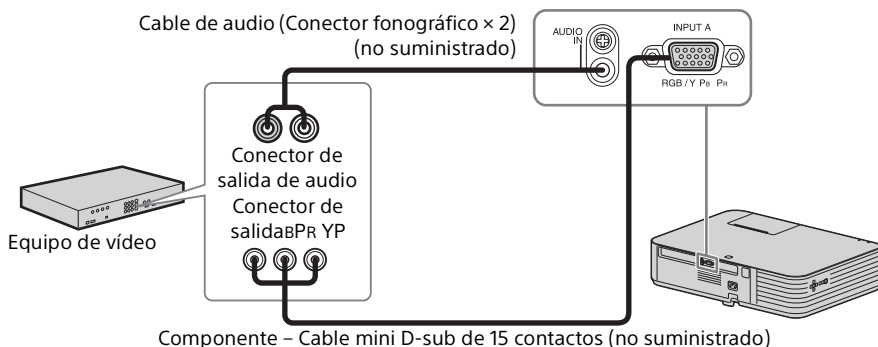 Cable de audio (Conector fonográfico × 2)
(no suministrado)
AUDIO
IN
INPUT A
RGB / Y PB PR
Conector de
salida de audio
Conector de
salidaBPR YP
Equipo de vídeo
Componente – Cable mini D-sub de 15 contactos (no suministrado)